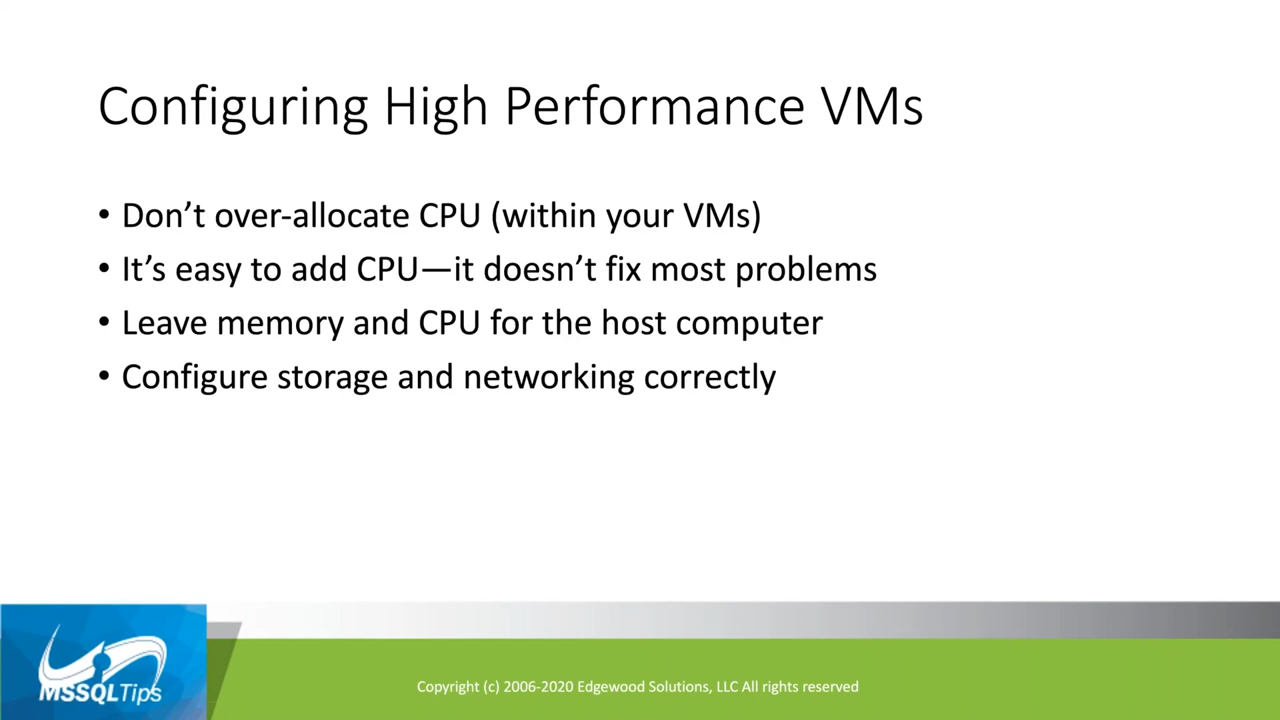 Configuring High Performance VMs
• Don’t over-allocate CPU (within your VMs)
• It’s easy to add CPU—it doesn’t fix most problems
• Leave memory and CPU for the host computer
• Configure storage and networking correctly
MSSQLTips
Copyright (c) 2006-2020 Edgewood Solutions, LLC All rights reserved